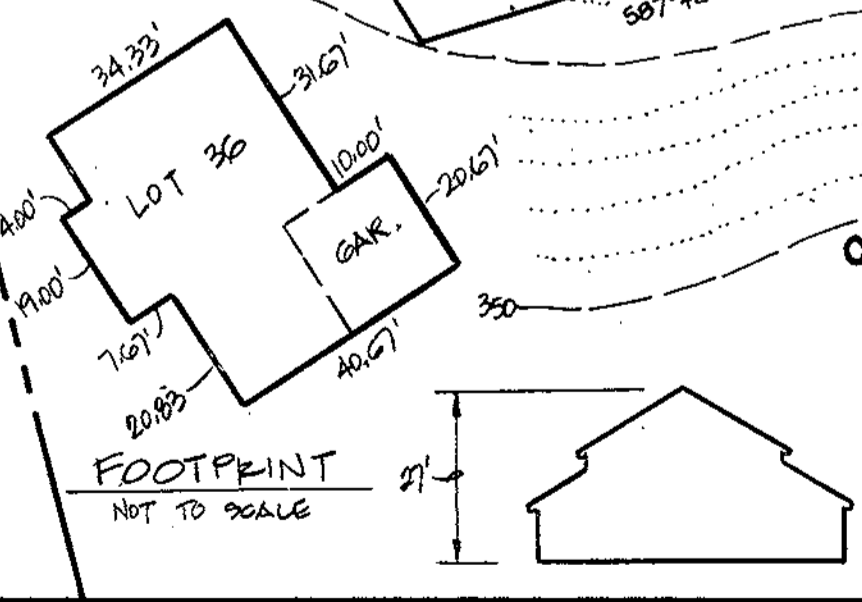 34.33'
31.67'
LOT 36
10.00'
20.67'
4.00'
GAR.
19.00'
350
7.67'
40.67'
20.83
FOOTPRINT
NOT TO SCALE
27'